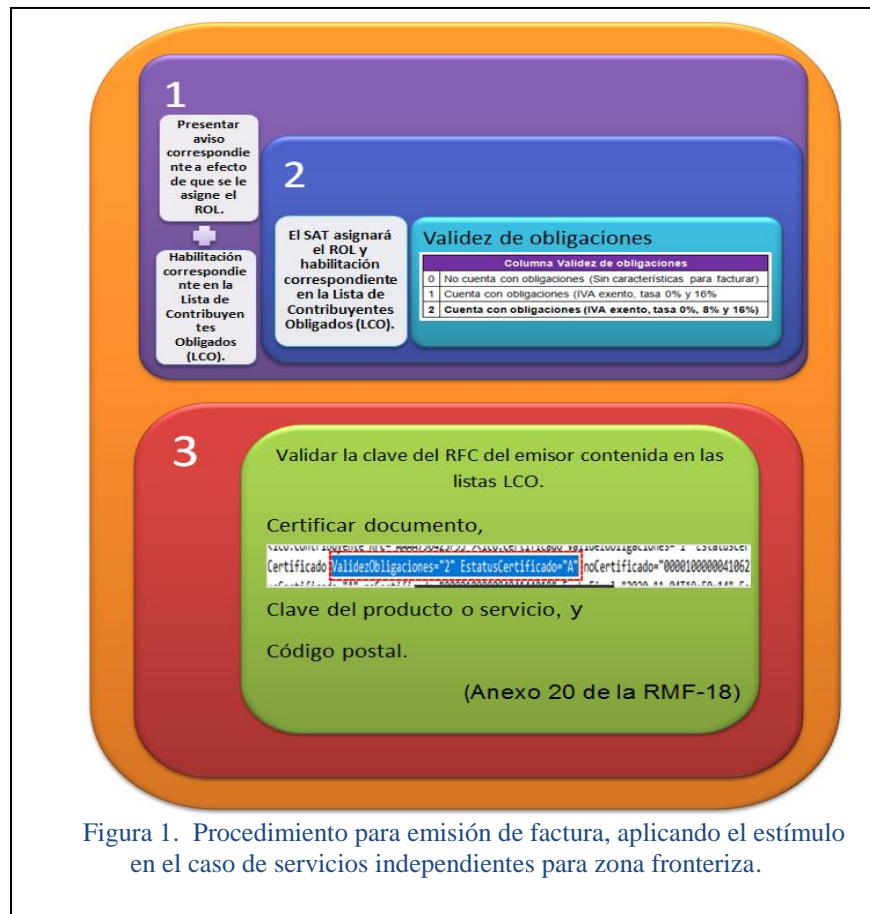 1
Presentar
aviso
correspondie
nte a efecto
de que se le
asigne el
ROL.
Habilitación
correspondie
nte en la
Lista de
Contribuyen
tes
Obligados
(LCO).
2
El SAT asignará
el ROL y
habilitación
correspondiente
en la Lista de
Contribuyentes
Obligados (LCO).
Validez de obligaciones
Columna Validez de obligaciones
0 No cuenta con obligaciones (Sin características para facturar)
1 Cuenta con obligaciones (IVA exento, tasa 0% y 16%
2 Cuenta con obligaciones (IVA exento, tasa 0%, 8% y 16%)
3
Validar la clave del RFC del emisor contenida en las
listas LCO.
Certificar documento,
Certificado ValidezObligaciones="2" EstatusCertificado="A" noCertificado="0000100000041062
Clave del producto o servicio, y
Código postal.
(Anexo 20 de la RMF-18)
Figura 1. Procedimiento para emisión de factura, aplicando el estímulo
en el caso de servicios independientes para zona fronteriza.